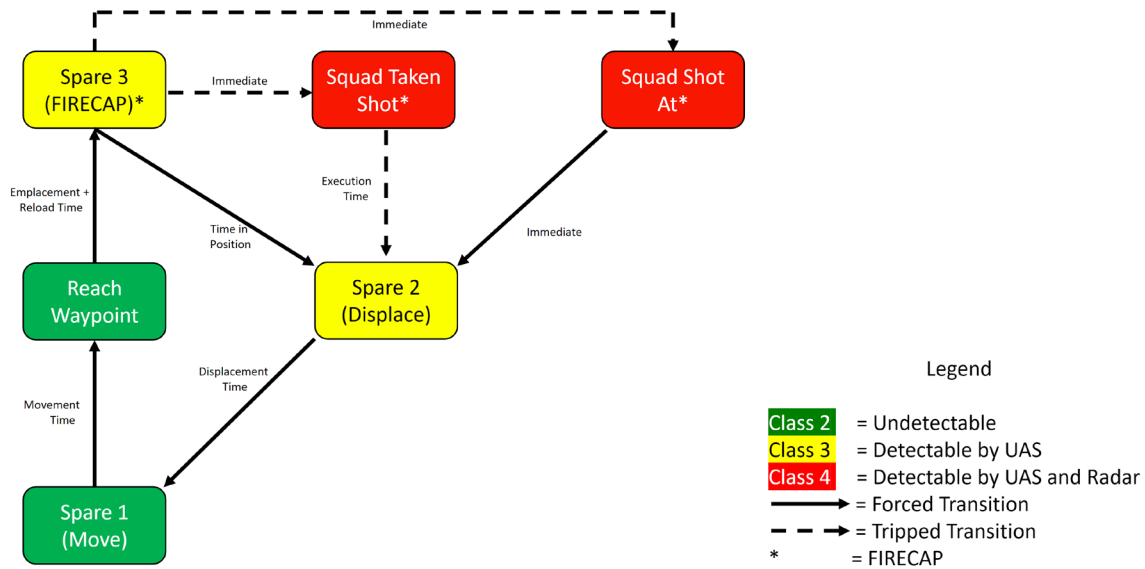 Immediate
Spare 3
(FIRECAP)*
Immediate
Squad Taken
Shot*
Squad Shot
At*
Emplacement +
Reload Time
Execution
Time
Time in
Position
Immediate
Reach
Waypoint
Spare 2
(Displace)
Displacement
Time
Movement
Time
Spare 1
(Move)
Legend
Class 2 = Undetectable
Class 3 = Detectable by UAS
Class 4 = Detectable by UAS and Radar
= Forced Transition
= Tripped Transition
* = FIRECAP